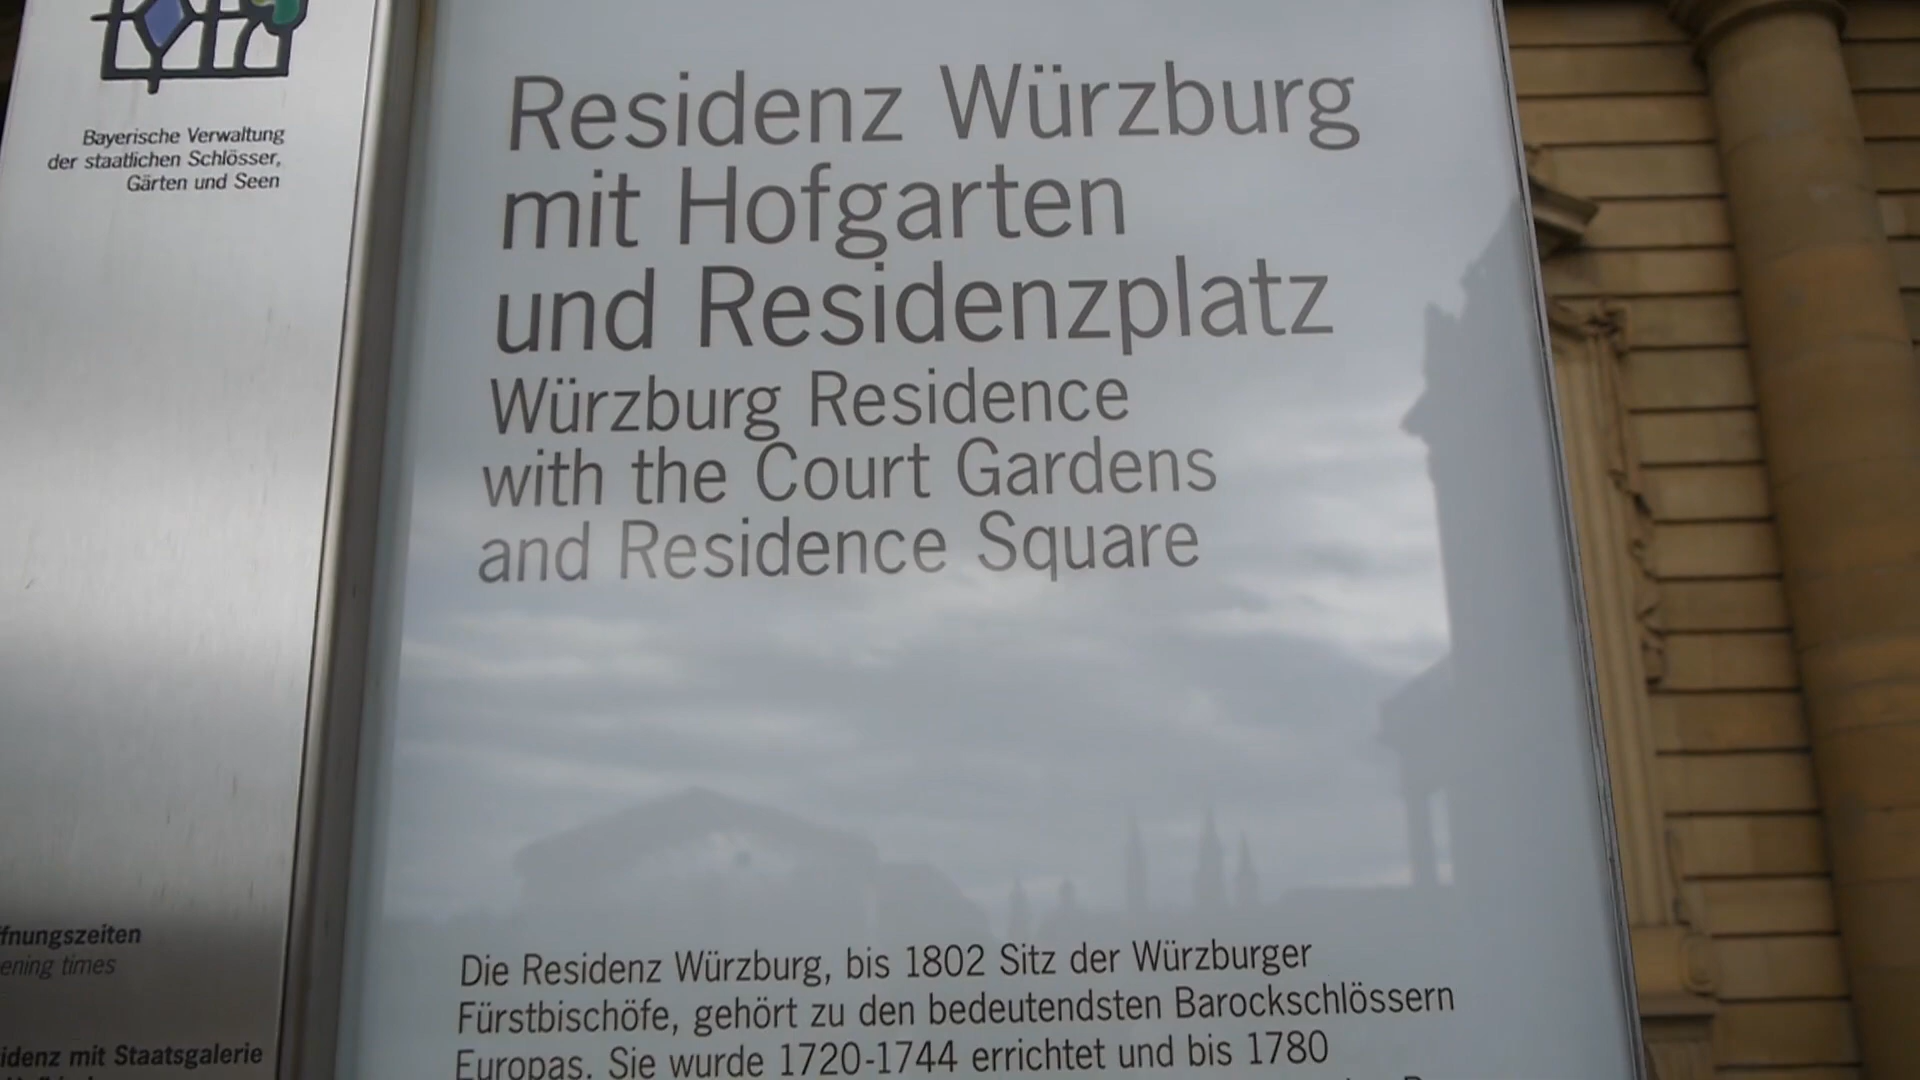 Bayerische Verwaltung
der staatlichen Schlösser,
Gärten und Seen
Residenz Würzburg
mit Hofgarten
und Residenzplatz
Würzburg Residence
with the Court Gardens
and Residence Square
Die Residenz Würzburg, bis 1802 Sitz der Würzburger
Fürstbischöfe, gehört zu den bedeutendsten Barockschlössern
Europas. Sie wurde 1720-1744 errichtet und bis 1780
fnungszeiten
ening times
idenz mit Staatsgalerie